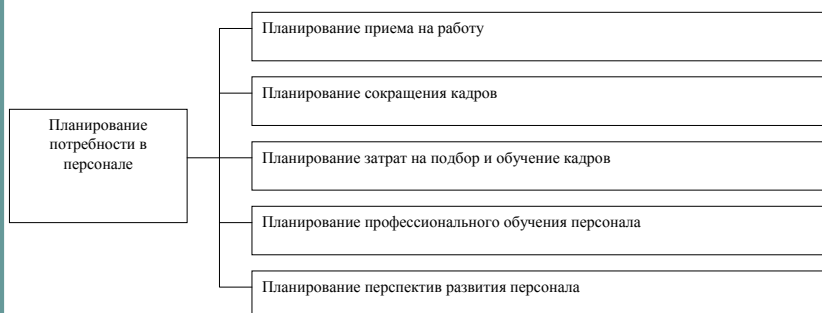 Планирование приема на работу
Планирование сокращения кадров
Планирование
потребности в
персонале
Планирование затрат на подбор и обучение кадров
Планирование профессионального обучения персонала
Планирование перспектив развития персонала